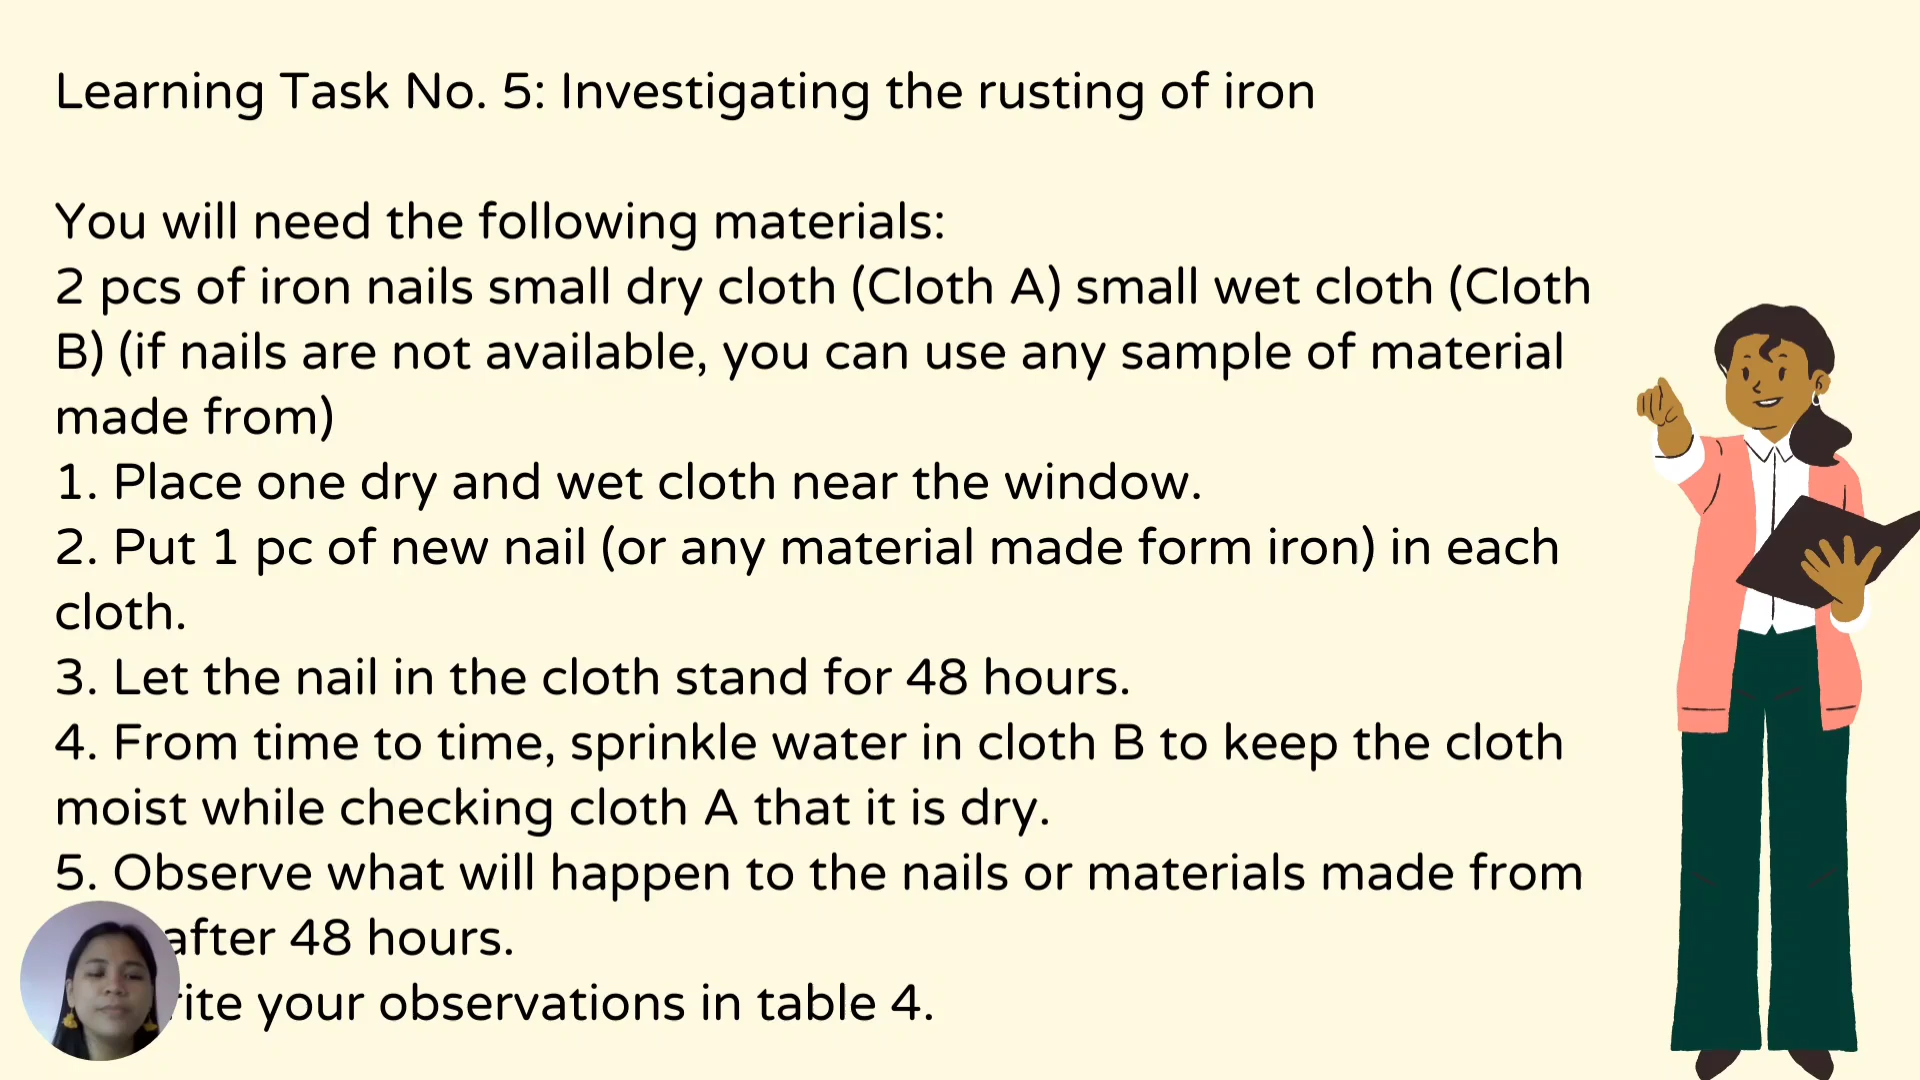 Learning Task No. 5: Investigating the rusting of iron
You will need the following materials:
2 pcs of iron nails small dry cloth (Cloth A) small wet cloth (Cloth
B) (if nails are not available, you can use any sample of material
made from)
1. Place one dry and wet cloth near the window.
2. Put 1 pc of new nail (or any material made form iron) in each
cloth.
3. Let the nail in the cloth stand for 48 hours.
4. From time to time, sprinkle water in cloth B to keep the cloth
moist while checking cloth A that it is dry.
5. Observe what will happen to the nails or materials made from
after 48 hours.
your observations in table 4.